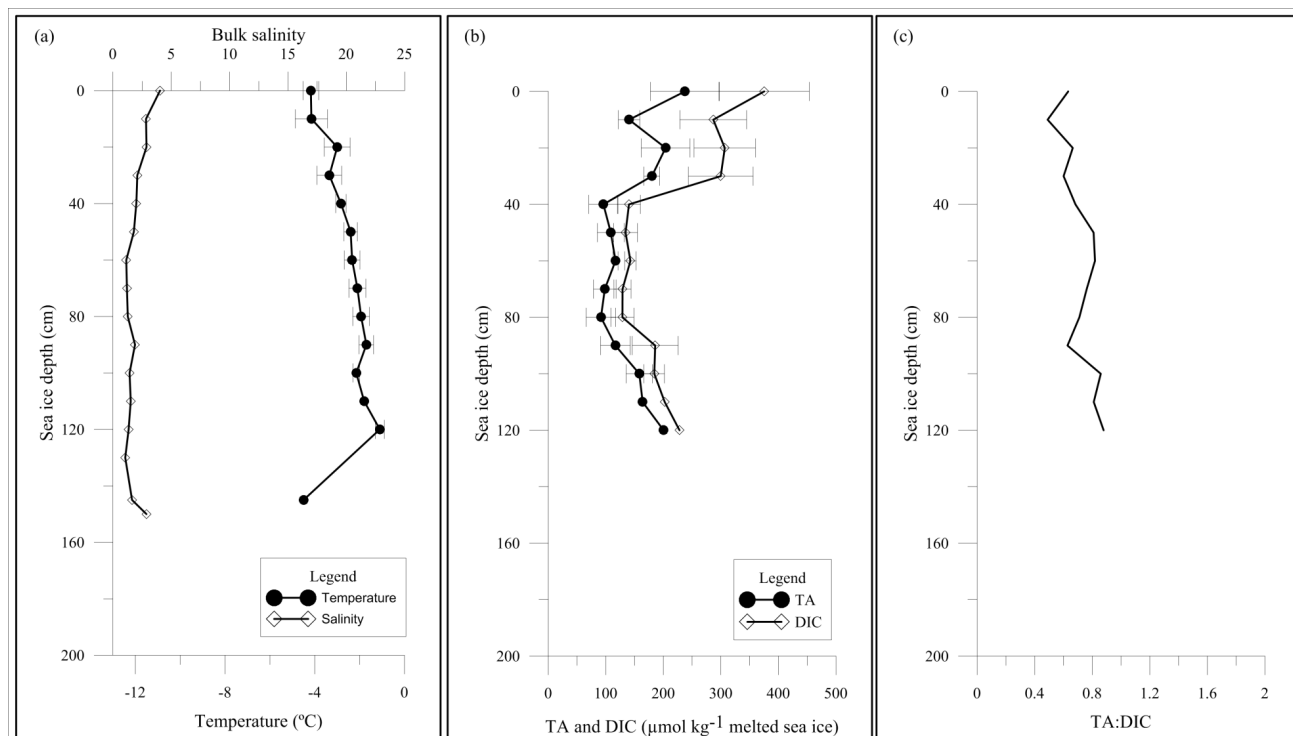 (a)
Bulk salinity
0 5 10 15 20 25
0
40
80
120
160
200
Sea ice depth (cm)
Legend
Temperature
Salinity
-12 -8 -4 0
Temperature (ºC)
(b)
0
40
80
120
160
200
Sea ice depth (cm)
Legend
TA
DIC
0 100 200 300 400 500
TA and DIC (µmol kg-1 melted sea ice)
(c)
0
40
80
120
160
200
Sea ice depth (cm)
0 0.4 0.8 1.2 1.6 2
TA:DIC